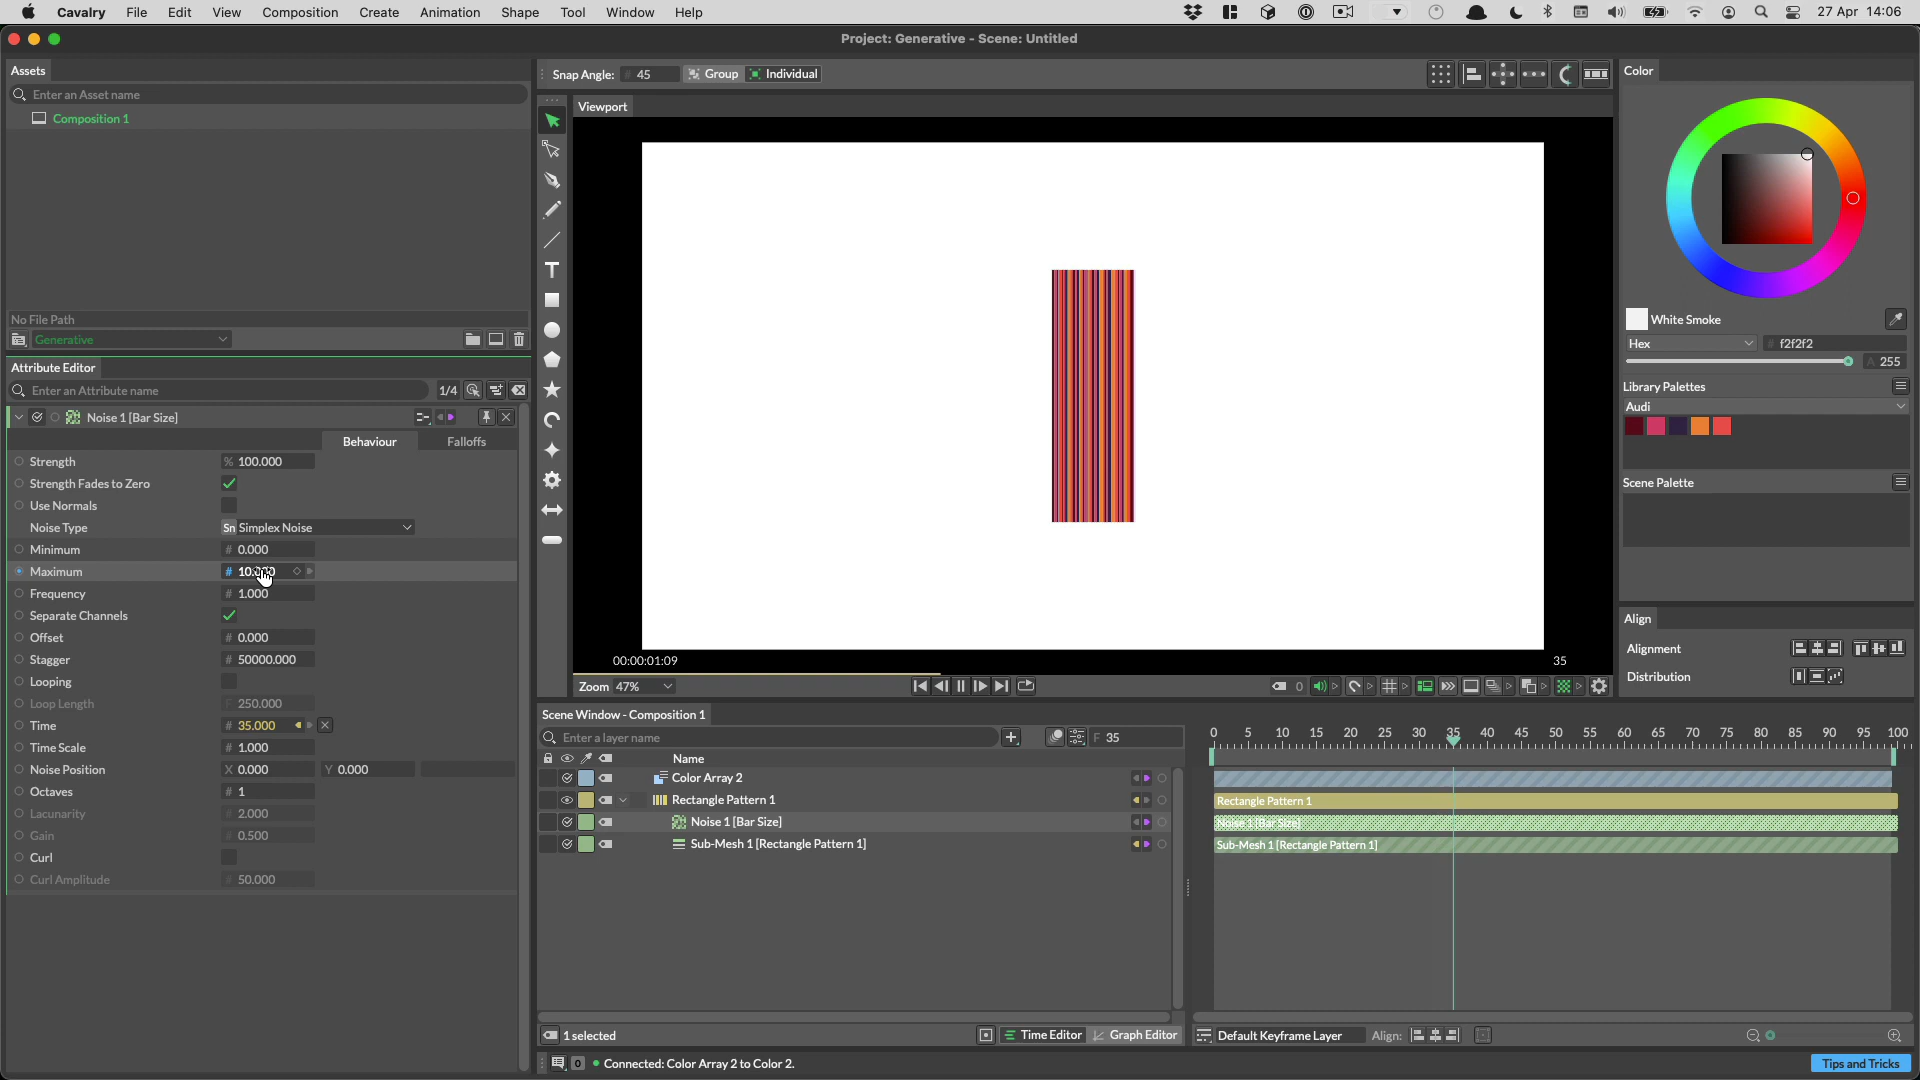 Cavalry File Edit View Composition Create Animation Shape Tool Window Help 27 Apr 14:06
Project: Generative - Scene: Untitled
Assets
Enter an Asset name
Composition 1
No File Path
Generative
Attribute Editor
Enter an Attribute name 1/4
Noise 1 [Bar Size]
Behaviour Falloffs
Strength % 100.000
Strength Fades to Zero
Use Normals
Noise Type Sn Simplex Noise
Minimum # 0.000
Maximum #
Frequency # 1.000
Separate Channels
Offset # 0.000
Stagger # 50000.000
Looping
Loop Length 250.000
Time # 35.000
Time Scale # 1.000
Noise Position X 0.000 Y 0.000
Octaves # 1
Lacunarity # 2.000
Gain # 0.500
Curl
Curl Amplitude # 50.000
Snap Angle: # 45 Group Individual
Viewport
00:00:01:09 35
Zoom 47% 0
Scene Window - Composition 1
Enter a layer name F 35
Name
Color Array 2
Rectangle Pattern 1
Noise 1 [Bar Size]
Sub-Mesh 1 [Rectangle Pattern 1]
0 5 10 15 20 25 30 35 40 45 50 55 60 65 70 75 80 85 90 95 100
Rectangle Pattern 1
Noise 1 [Bar Size]
Sub-Mesh 1 [Rectangle Pattern 1]
1 selected Time Editor Graph Editor
Default Keyframe Layer Align:
0 Connected: Color Array 2 to Color 2.
Tips and Tricks
Color
White Smoke
Hex # f2f2f2
A 255
Library Palettes
Audi
Scene Palette
Align
Alignment
Distribution